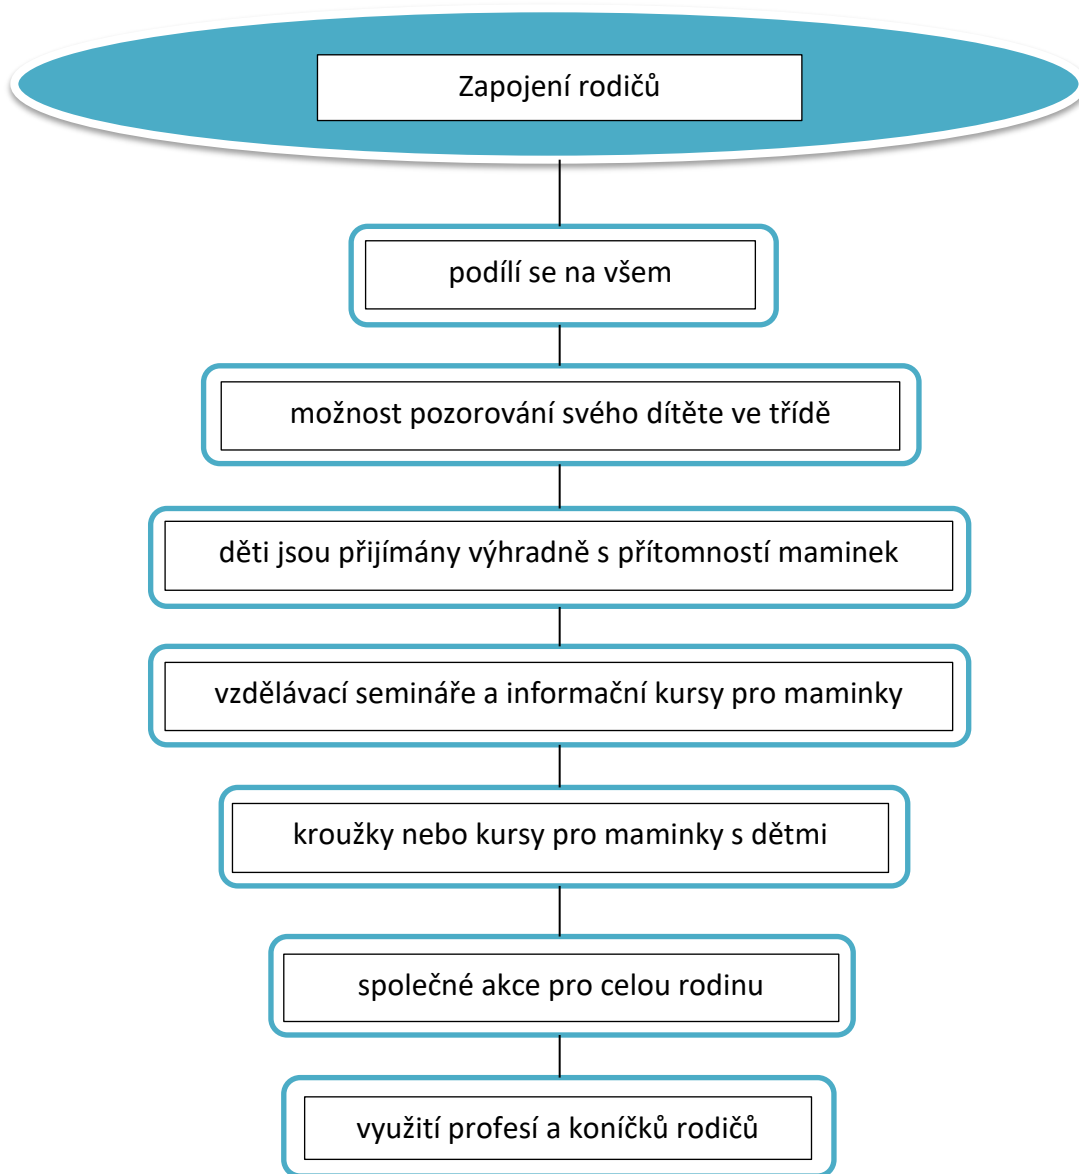 Zapojení rodičů
podílí se na všem
možnost pozorování svého dítěte ve třídě
děti jsou přijímány výhradně s přítomností maminek
vzdělávací semináře a informační kursy pro maminky
kroužky nebo kursy pro maminky s dětmi
společné akce pro celou rodinu
využití profesí a koníčků rodičů